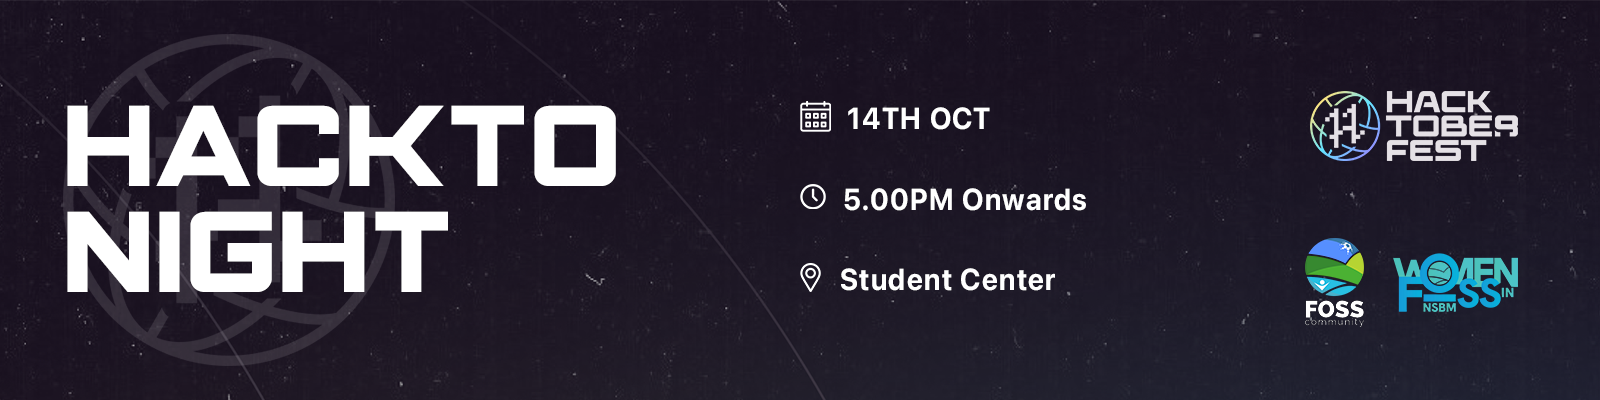 HACKTO
NIGHT
14TH OCT
5.00PM Onwards
Student Center
HACK
TOBER
FEST
FOSS
community
WOMEN
FOSS IN
NSBM